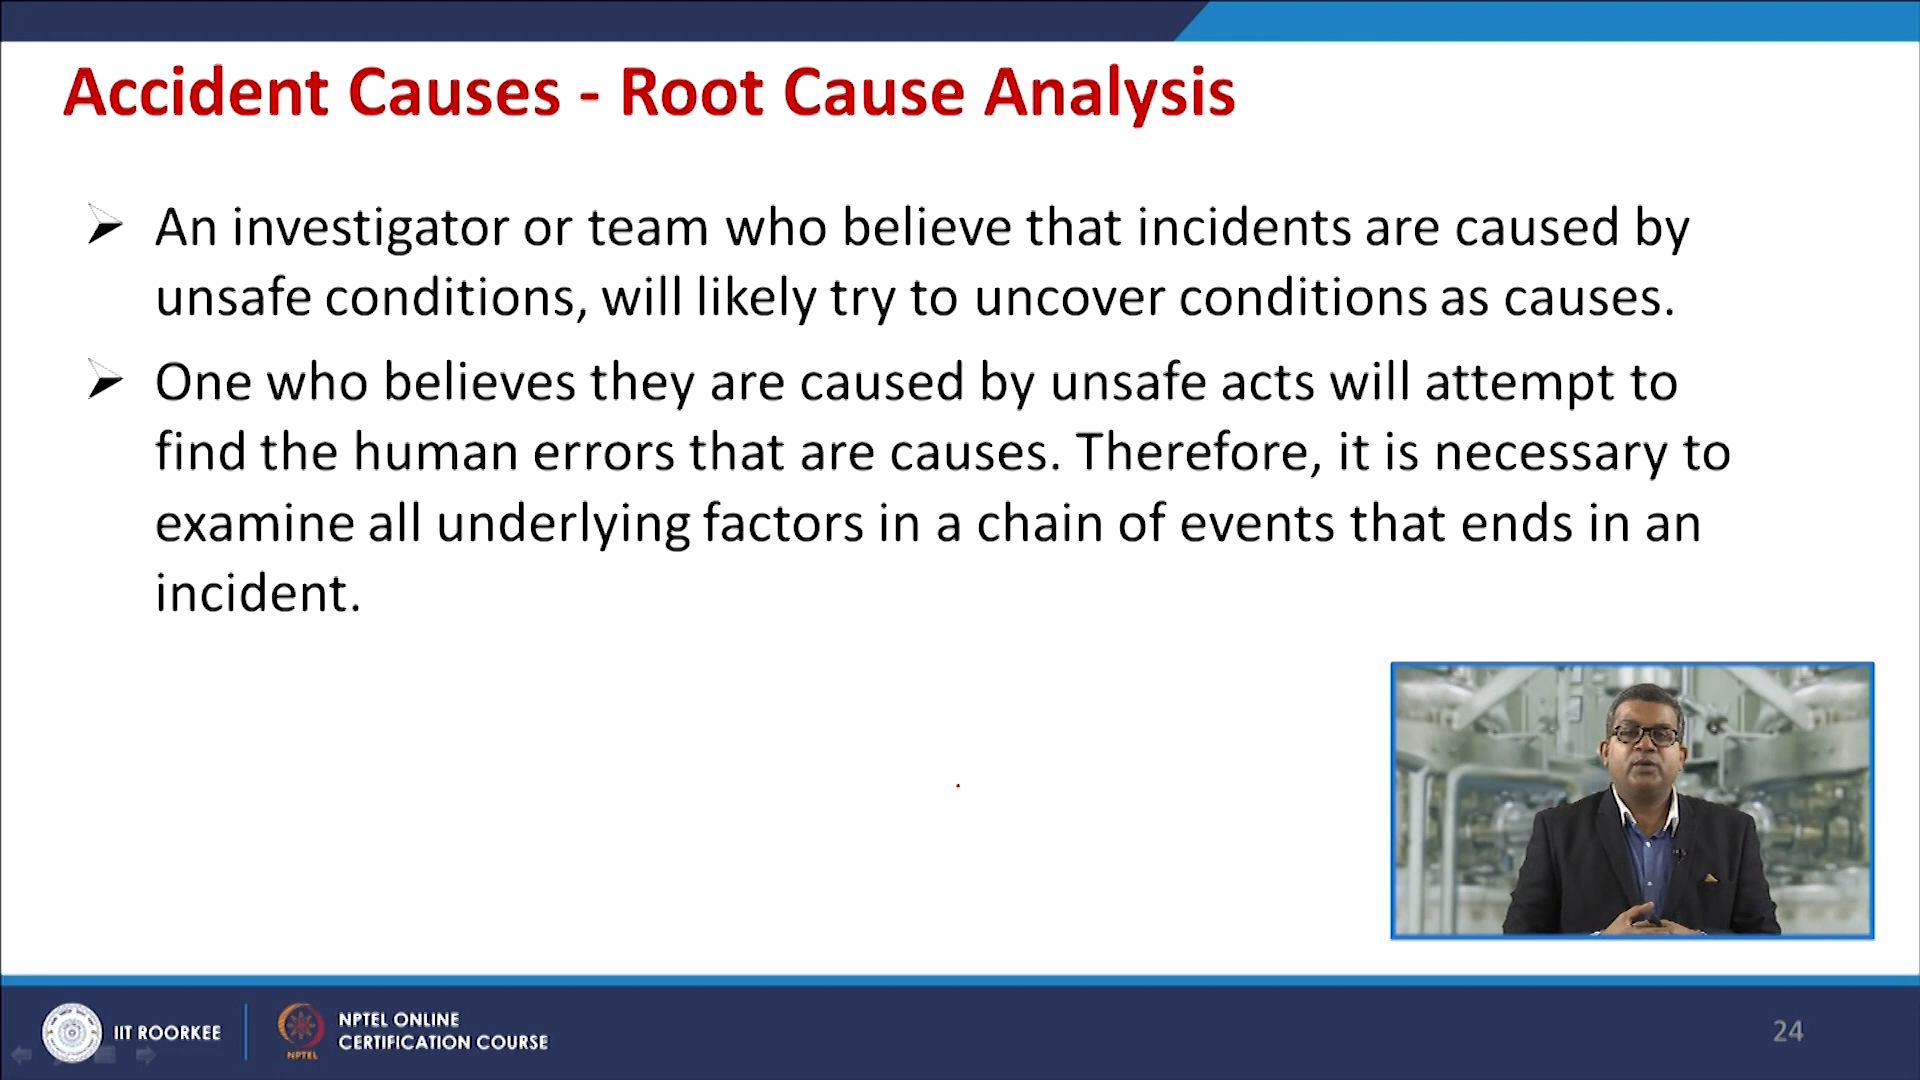 Accident Causes - Root Cause Analysis
An investigator or team who believe that incidents are caused by
unsafe conditions, will likely try to uncover conditions as causes.
One who believes they are caused by unsafe acts will attempt to
find the human errors that are causes. Therefore, it is necessary to
examine all underlying factors in a chain of events that ends in an
incident.
IIT ROORKEE
NPTEL
NPTEL ONLINE
CERTIFICATION COURSE
24